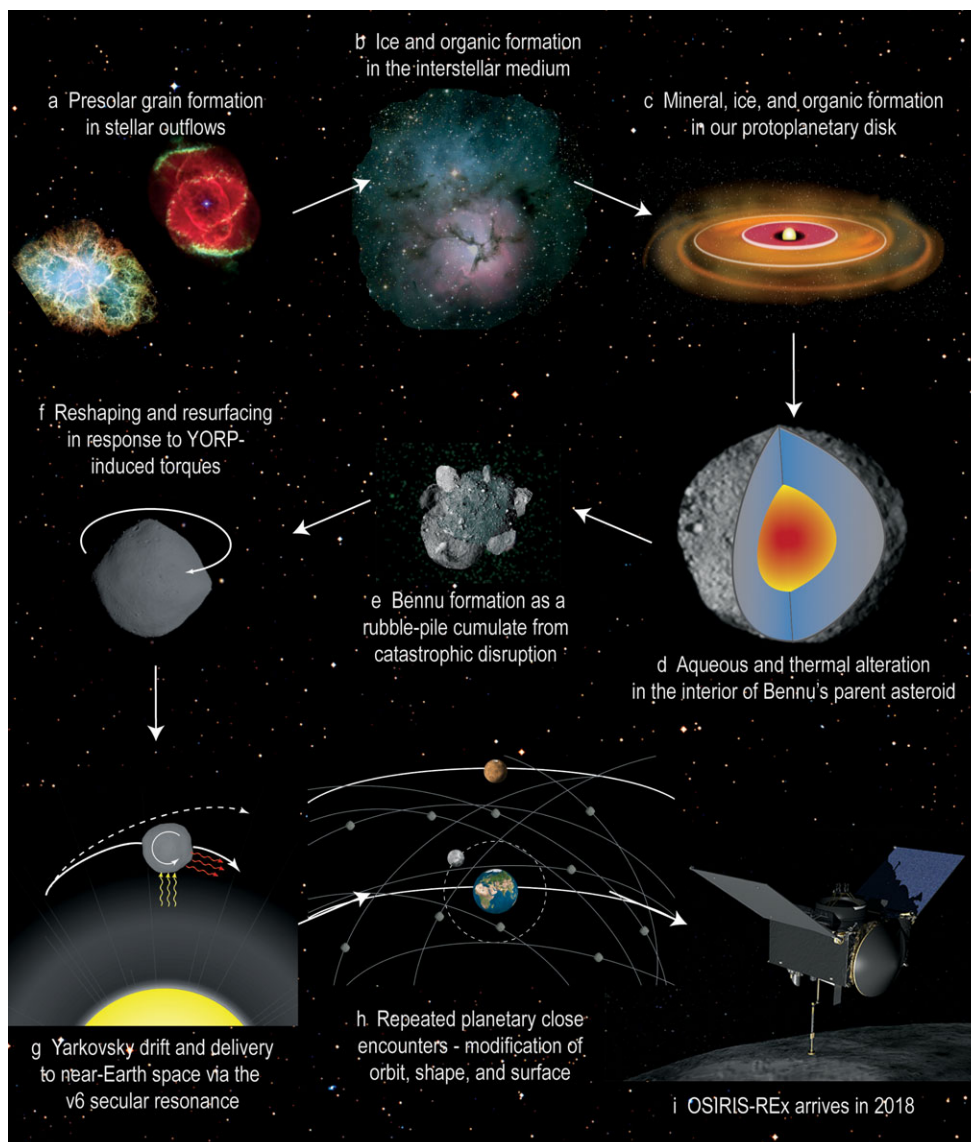 a Presolar grain formation
in stellar outflows
b Ice and organic formation
in the interstellar medium
c Mineral, ice, and organic formation
in our protoplanetary disk
d Aqueous and thermal alteration
in the interior of Bennu's parent asteroid
e Bennu formation as a
rubble-pile cumulate from
catastrophic disruption
f Reshaping and resurfacing
in response to YORP-
induced torques
g Yarkovsky drift and delivery
to near-Earth space via the
v6 secular resonance
h Repeated planetary close
encounters - modification of
orbit, shape, and surface
i OSIRIS-REx arrives in 2018